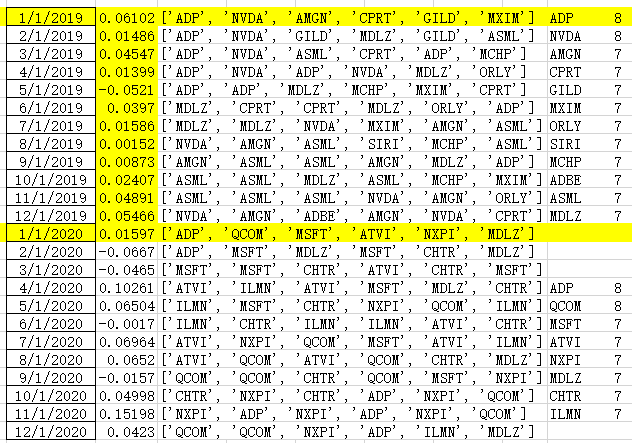 1/1/2019 0.06102 ['ADP', 'NVDA', 'AMGN', 'CPRT', 'GILD', 'MXIM'] ADP 8
2/1/2019 0.01486 ['ADP', 'NVDA', 'GILD', 'MDLZ', 'GILD', 'ASML'] NVDA 8
3/1/2019 0.04547 ['ADP', 'NVDA', 'ASML', 'CPRT', 'ADP', 'MCHP'] AMGN 7
4/1/2019 0.01399 ['ADP', 'NVDA', 'ADP', 'NVDA', 'MDLZ', 'ORLY'] CPRT 7
5/1/2019 -0.0521 ['ADP', 'ADP', 'MDLZ', 'MCHP', 'MXIM', 'CPRT'] GILD 7
6/1/2019 0.0397 ['MDLZ', 'CPRT', 'CPRT', 'MDLZ', 'ORLY', 'ADP'] MXIM 7
7/1/2019 0.01586 ['MDLZ', 'MDLZ', 'NVDA', 'MXIM', 'AMGN', 'ASML'] ORLY 7
8/1/2019 0.00152 ['NVDA', 'AMGN', 'ASML', 'SIRI', 'MCHP', 'ASML'] SIRI 7
9/1/2019 0.00873 ['AMGN', 'ASML', 'ASML', 'AMGN', 'MDLZ', 'ADP'] MCHP 7
10/1/2019 0.02407 ['ASML', 'ASML', 'MDLZ', 'ASML', 'MCHP', 'MXIM'] ADBE 7
11/1/2019 0.04891 ['ASML', 'ASML', 'ASML', 'NVDA', 'AMGN', 'ORLY'] ASML 7
12/1/2019 0.05466 ['NVDA', 'AMGN', 'ADBE', 'AMGN', 'NVDA', 'CPRT'] MDLZ 7
1/1/2020 0.01597 ['ADP', 'QCOM', 'MSFT', 'ATVI', 'NXPI', 'MDLZ']
2/1/2020 -0.0667 ['ADP', 'MSFT', 'MDLZ', 'MSFT', 'CHTR', 'MDLZ']
3/1/2020 -0.0465 ['MSFT', 'MSFT', 'CHTR', 'ATVI', 'CHTR', 'MSFT']
4/1/2020 0.10261 ['ATVI', 'ILMN', 'ATVI', 'MSFT', 'MDLZ', 'CHTR'] ADP 8
5/1/2020 0.06504 ['ILMN', 'MSFT', 'CHTR', 'NXPI', 'QCOM', 'ILMN'] QCOM 8
6/1/2020 -0.0017 ['ILMN', 'CHTR', 'ILMN', 'ILMN', 'ATVI', 'CHTR'] MSFT 7
7/1/2020 0.06964 ['ATVI', 'NXPI', 'QCOM', 'MSFT', 'ATVI', 'ILMN'] ATVI 7
8/1/2020 0.0652 ['ATVI', 'QCOM', 'ATVI', 'QCOM', 'CHTR', 'MDLZ'] NXPI 7
9/1/2020 -0.0157 ['QCOM', 'QCOM', 'CHTR', 'QCOM', 'MSFT', 'NXPI'] MDLZ 7
10/1/2020 0.04998 ['CHTR', 'NXPI', 'CHTR', 'ADP', 'NXPI', 'QCOM'] CHTR 7
11/1/2020 0.15198 ['NXPI', 'ADP', 'NXPI', 'ADP', 'NXPI', 'QCOM'] ILMN 7
12/1/2020 0.0423 ['QCOM', 'QCOM', 'NXPI', 'ADP', 'ILMN', 'MDLZ']